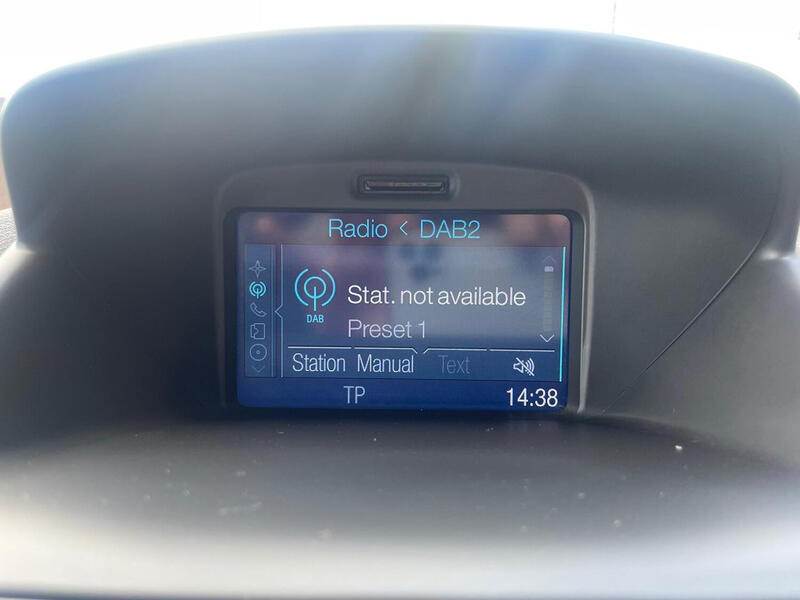 Radio < DAB2
DAB
Stat. not available
Preset 1
Station Manual Text
TP 14:38